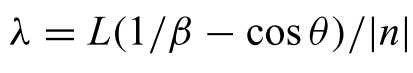 λ = L(1/β − cos θ)/|n|